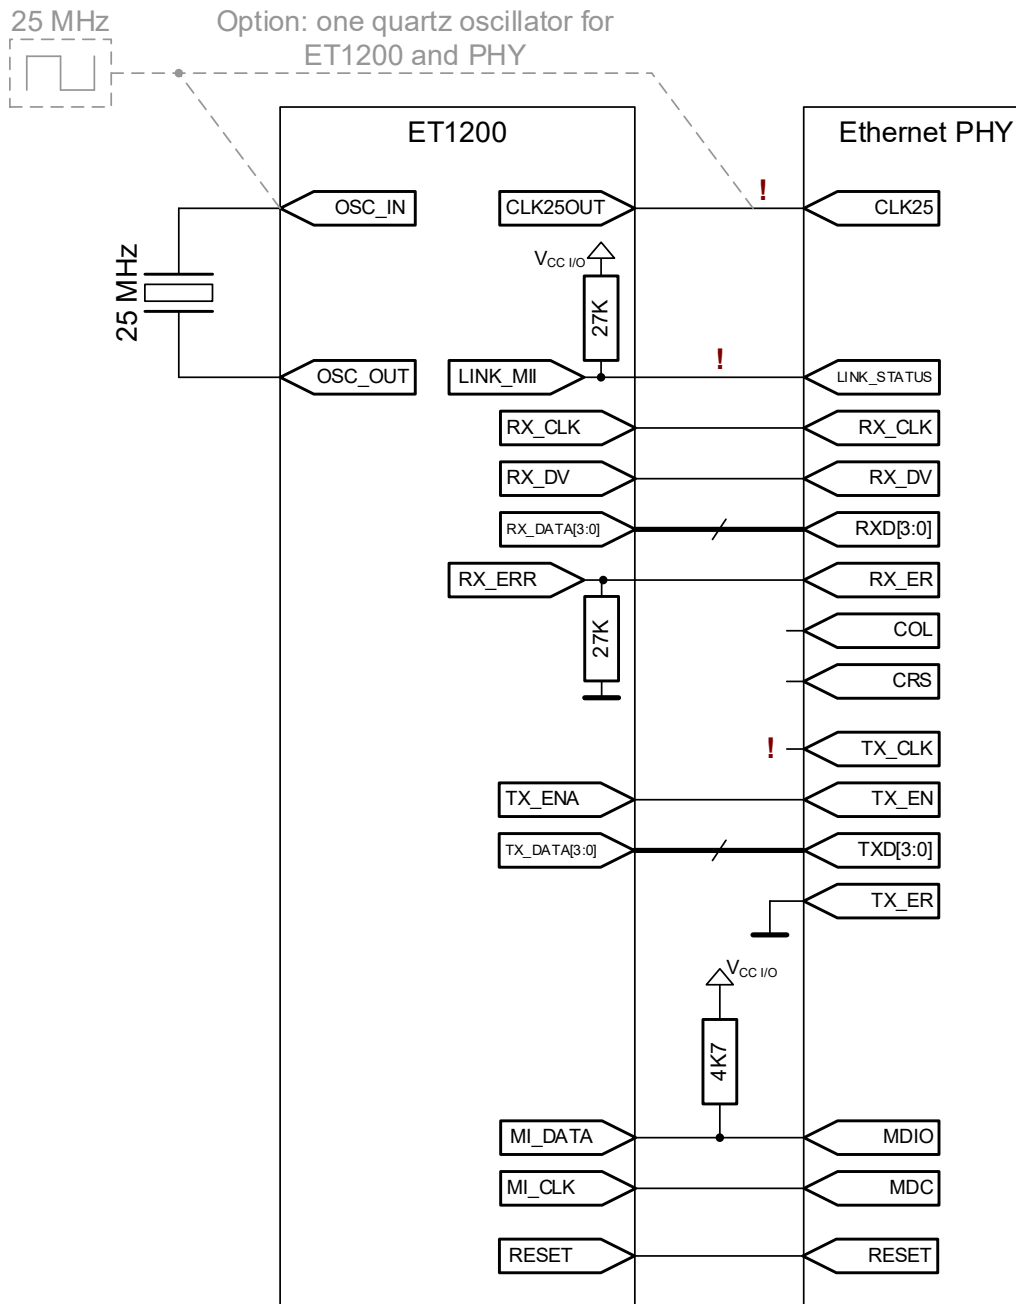 25 MHz
Option: one quartz oscillator for
ET1200 and PHY
ET1200
Ethernet PHY
!
OSC_IN
CLK25OUT
CLK25
VCC I/O
25 MHz
27K
!
OSC_OUT
LINK_MII
LINK_STATUS
RX_CLK
RX_CLK
RX_DV
RX_DV
RX_DATA[3:0]
RXD[3:0]
RX_ERR
RX_ER
27K
COL
CRS
!
TX_CLK
TX_ENA
TX_EN
TX_DATA[3:0]
TXD[3:0]
TX_ER
VCC I/O
4K7
MI_DATA
MDIO
MI_CLK
MDC
RESET
RESET